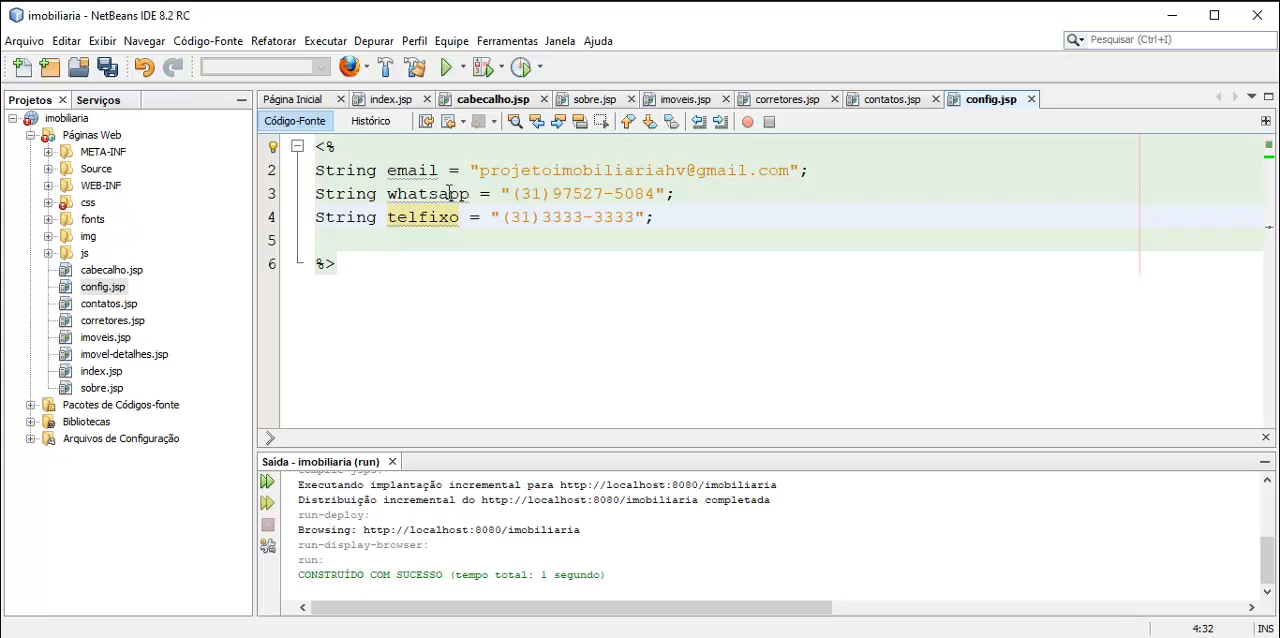 imobiliaria - NetBeans IDE 8.2 RC
Arquivo Editar Exibir Navegar Código-Fonte Refatorar Executar Depurar Perfil Equipe Ferramentas Janela Ajuda
Pesquisar (Ctrl+I)
Projetos Serviços
Página Inicial index.jsp cabecalho.jsp sobre.jsp imoveis.jsp corretores.jsp contatos.jsp config.jsp
Código-Fonte Histórico
imobiliaria
Páginas Web
META-INF
Source
WEB-INF
css
fonts
img
js
cabecalho.jsp
config.jsp
contatos.jsp
corretores.jsp
imoveis.jsp
imovel-detalhes.jsp
index.jsp
sobre.jsp
Pacotes de Códigos-fonte
Bibliotecas
Arquivos de Configuração
<%
2 String email = "projetoimobiliariahv@gmail.com";
3 String whatsapp = "(31)97527-5084";
4 String telfixo = "(31)3333-3333";
5
6 %>
Saída - imobiliaria (run)
compile-jsps:
Executando implantação incremental para http://localhost:8080/imobiliaria
Distribuição incremental do http://localhost:8080/imobiliaria completada
run-deploy:
Browsing: http://localhost:8080/imobiliaria
run-display-browser:
run:
CONSTRUÍDO COM SUCESSO (tempo total: 1 segundo)
4:32 INS